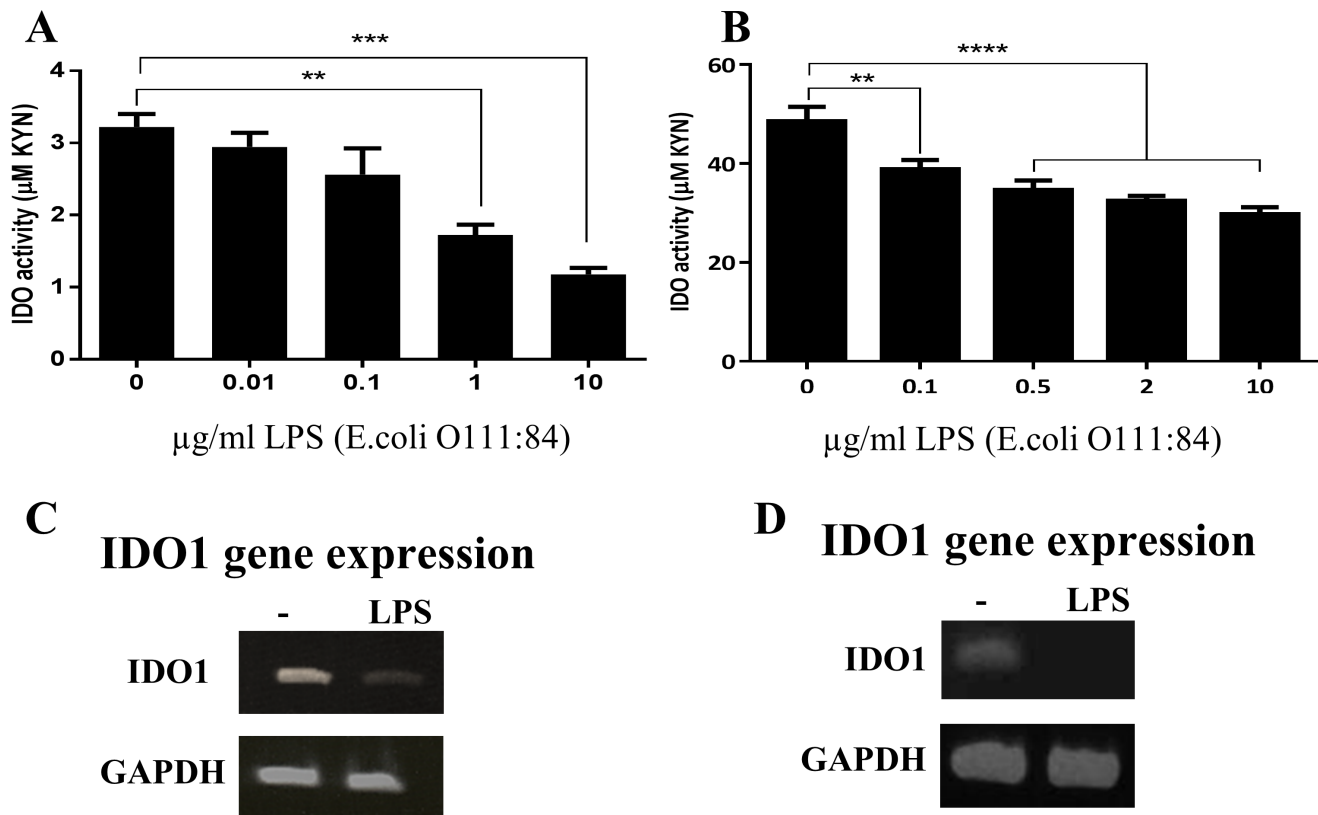 A
***
**
IDO activity (µM KYN)
4
3
2
1
0
0 0.01 0.1 1 10
µg/ml LPS (E.coli O111:84)
B
****
**
IDO activity (µM KYN)
60
40
20
0
0 0.1 0.5 2 10
µg/ml LPS (E.coli O111:84)
C
IDO1 gene expression
- LPS
IDO1
GAPDH
D
IDO1 gene expression
- LPS
IDO1
GAPDH